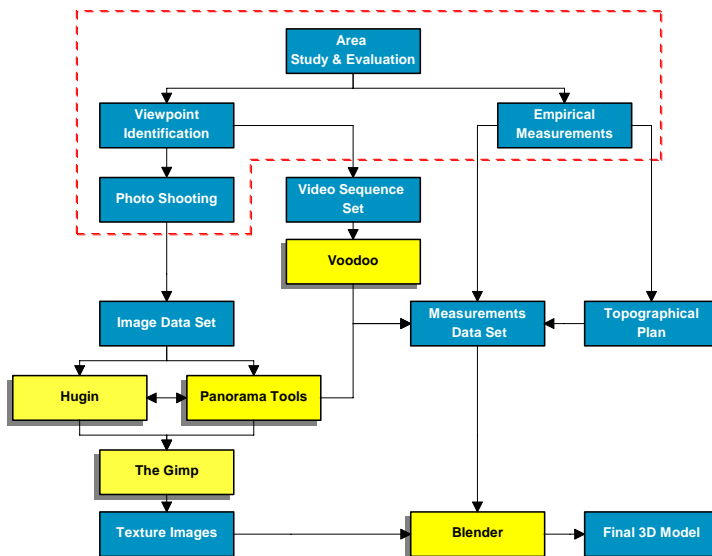 Area
Study & Evaluation
Viewpoint
Identification
Empirical
Measurements
Photo Shooting
Video Sequence
Set
Voodoo
Image Data Set
Measurements
Data Set
Topographical
Plan
Hugin
Panorama Tools
The Gimp
Texture Images
Blender
Final 3D Model